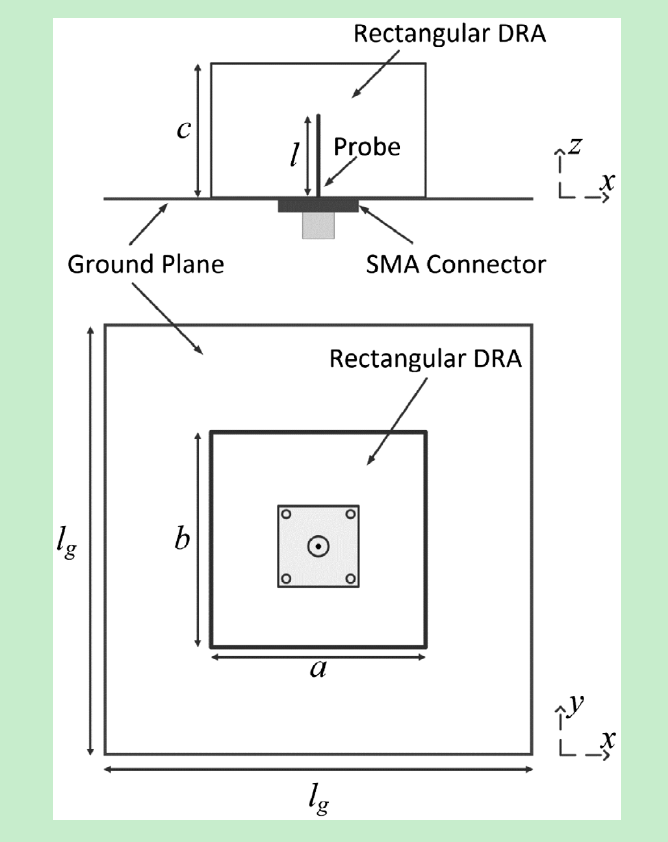 Rectangular DRA
c
l
Probe
z
x
Ground Plane
SMA Connector
Rectangular DRA
l_g
b
a
y
x
l_g